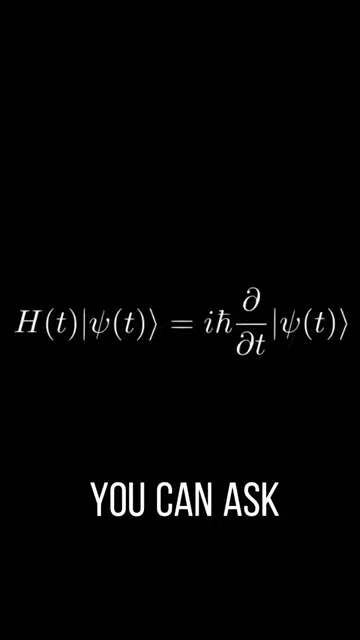 H(t)|ψ(t)⟩ = iħ ∂/∂t |ψ(t)⟩
YOU CAN ASK